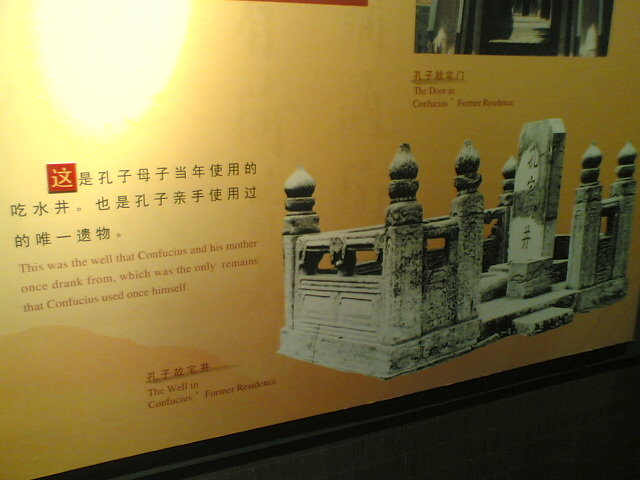 孔子故宅门
The Door in
Confucius' Former Residence
这是孔子母子当年使用的
吃水井。也是孔子亲手使用过
的唯一遗物。
This was the well that Confucius and his mother
once drank from, which was the only remains
that Confucius used once himself
孔宅井
孔子故宅井
The Well in
Confucius' Former Residence